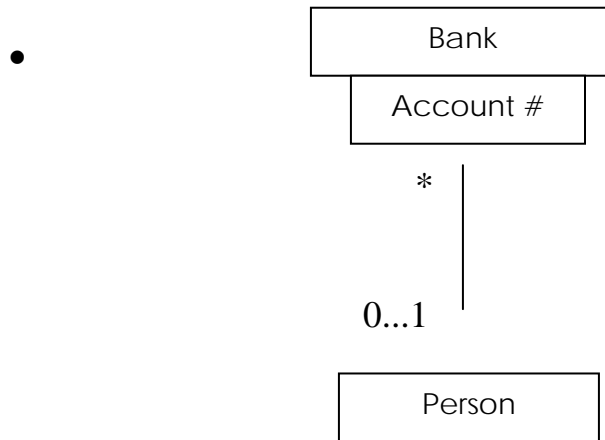 •
Bank
Account #
*
0...1
Person